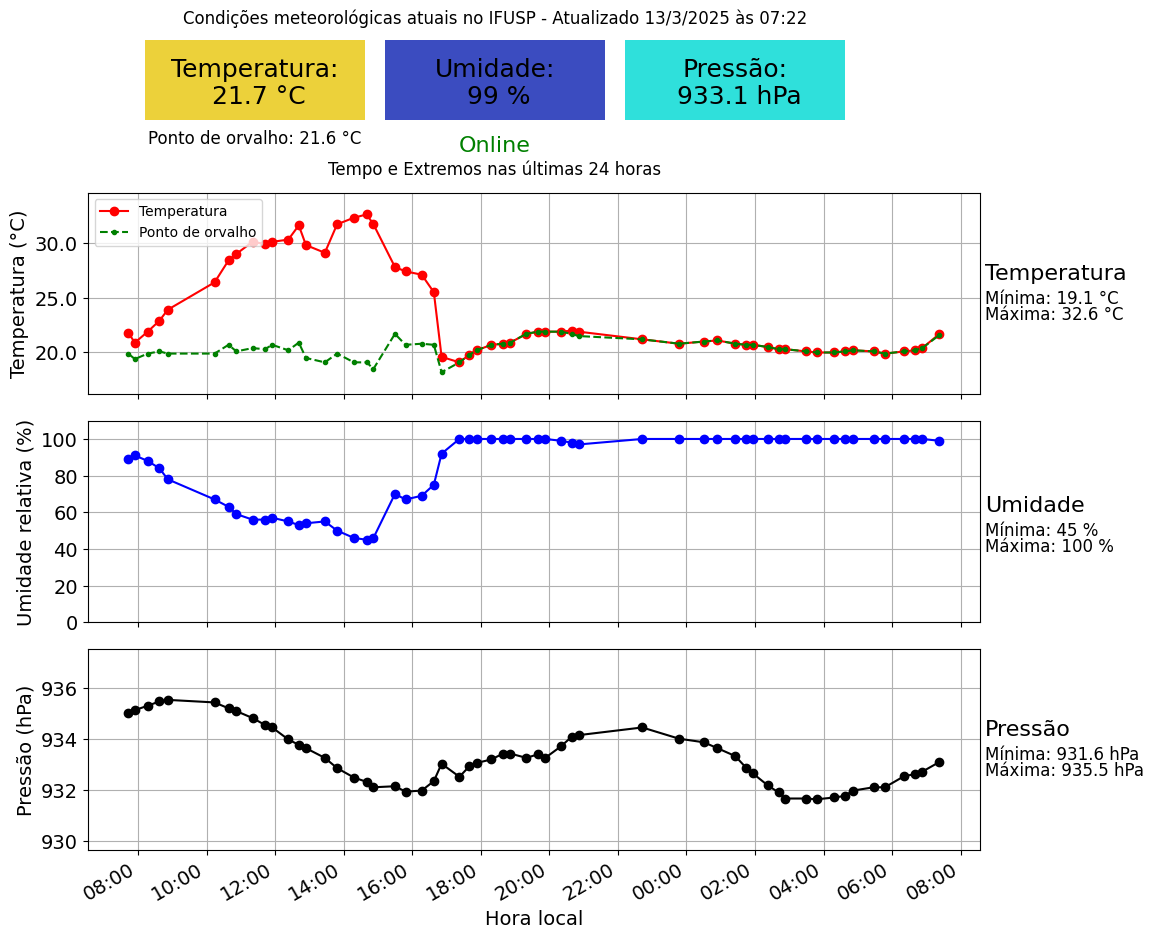 Condições meteorológicas atuais no IFUSP - Atualizado 13/3/2025 às 07:22
Temperatura:
21.7 °C
Umidade:
99 %
Pressão:
933.1 hPa
Ponto de orvalho: 21.6 °C
Online
Tempo e Extremos nas últimas 24 horas
Temperatura (°C)
30.0
25.0
20.0
Temperatura
Ponto de orvalho
Temperatura
Mínima: 19.1 °C
Máxima: 32.6 °C
Umidade relativa (%)
100
80
60
40
20
0
Umidade
Mínima: 45 %
Máxima: 100 %
Pressão (hPa)
936
934
932
930
Pressão
Mínima: 931.6 hPa
Máxima: 935.5 hPa
08:00
10:00
12:00
14:00
16:00
18:00
20:00
22:00
00:00
02:00
04:00
06:00
08:00
Hora local